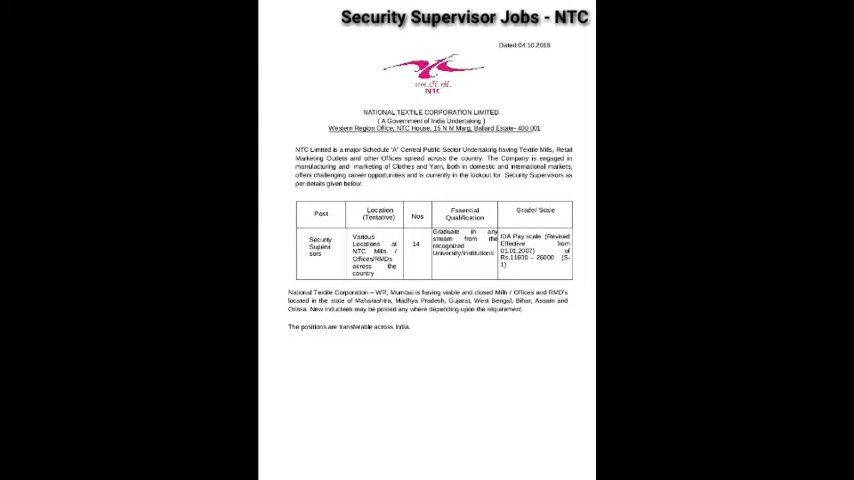 Security Supervisor Jobs - NTC
Dated:04.10.2018
NTC
NATIONAL TEXTILE CORPORATION LIMITED
( A Government of India Undertaking )
Western Region Office, NTC House, 15 N M Marg, Ballard Estate- 400 001
NTC Limited is a major Schedule 'A' Central Public Sector Undertaking having Textile Mills, Retail
Marketing Outlets and other Offices spread across the country. The Company is engaged in
manufacturing and marketing of Clothes and Yarn, both in domestic and international markets,
offers challenging career opportunities and is currently in the lookout for Security Supervisors as
per details given below:
Post
Location
(Tentative)
Nos
Essential
Qualification
Grade/ Scale
Security
Supervi
sors
Various
Locations at
NTC Mills /
Offices/RMDs
across the
country
14
Graduate in any
stream from the
recognized
University/Institutions
IDA Pay scale (Revised
Effective from
01.01.2007) of
Rs.11600 – 26000 (S-
1)
National Textile Corporation – WR, Mumbai is having viable and closed Mills / Offices and RMD's
located in the state of Maharashtra, Madhya Pradesh, Gujarat, West Bengal, Bihar, Assam and
Orissa. New Inductees may be posted any where depending upon the requirement.
The positions are transferable across India.